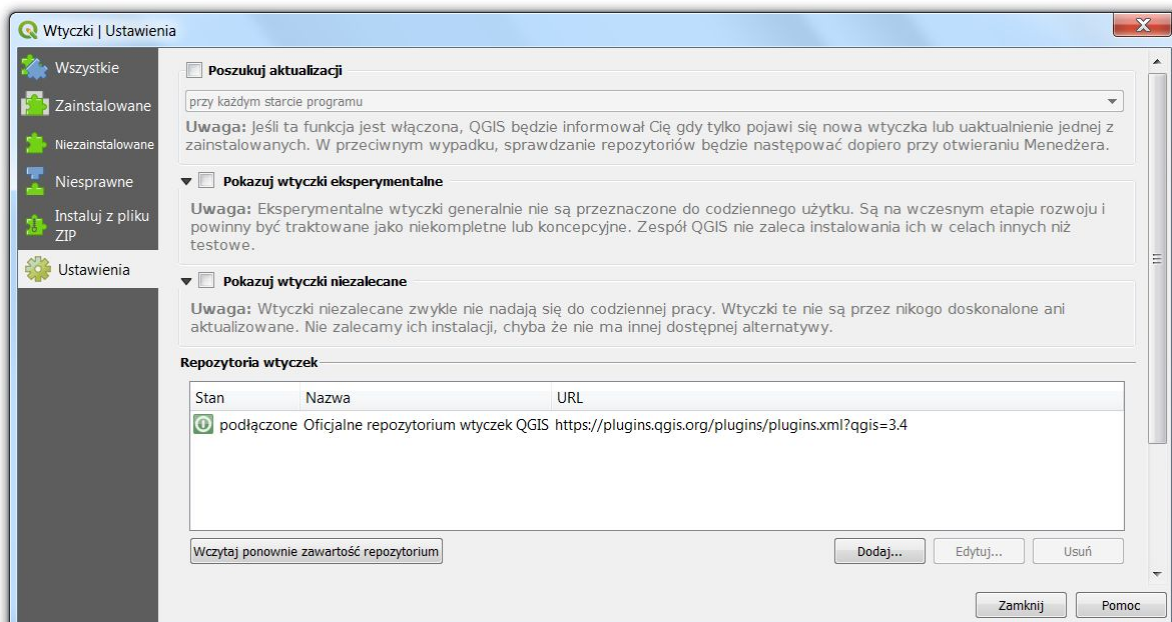 Wtyczki | Ustawienia
Wszystkie
Zainstalowane
Niezainstalowane
Niesprawne
Instaluj z pliku
ZIP
Ustawienia
Poszukuj aktualizacji
przy każdym starcie programu
Uwaga: Jeśli ta funkcja jest włączona, QGIS będzie informował Cię gdy tylko pojawi się nowa wtyczka lub uaktualnienie jednej z
zainstalowanych. W przeciwnym wypadku, sprawdzanie repozytoriów będzie następować dopiero przy otwieraniu Menedżera.
Pokazuj wtyczki eksperymentalne
Uwaga: Eksperymentalne wtyczki generalnie nie są przeznaczone do codziennego użytku. Są na wczesnym etapie rozwoju i
powinny być traktowane jako niekompletne lub koncepcyjne. Zespół QGIS nie zaleca instalowania ich w celach innych niż
testowe.
Pokazuj wtyczki niezalecane
Uwaga: Wtyczki niezalecane zwykle nie nadają się do codziennej pracy. Wtyczki te nie są przez nikogo doskonalone ani
aktualizowane. Nie zalecamy ich instalacji, chyba że nie ma innej dostępnej alternatywy.
Repozytoria wtyczek
Stan Nazwa URL
podłączone Oficjalne repozytorium wtyczek QGIS https://plugins.qgis.org/plugins/plugins.xml?qgis=3.4
Wczytaj ponownie zawartość repozytorium Dodaj... Edytuj... Usuń
Zamknij Pomoc